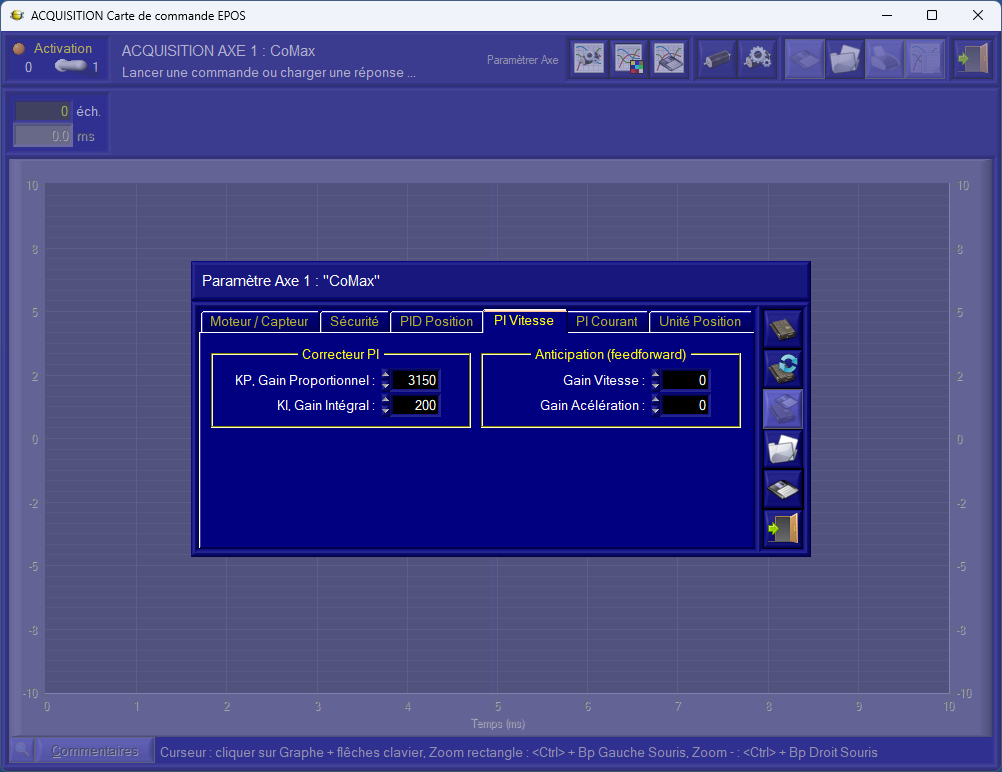 ACQUISITION Carte de commande EPOS
Activation
0 1
ACQUISITION AXE 1 : CoMax
Lancer une commande ou charger une réponse ...
Paramètrer Axe
0 éch.
0.0 ms
10 10
8 8
5 5
2 2
0 0
-2 -2
-5 -5
-8 -8
-10 -10
0 1 2 3 4 5 6 7 8 9 10
Temps (ms)
Paramètre Axe 1 : "CoMax"
Moteur / Capteur Sécurité PID Position PI Vitesse PI Courant Unité Position
Correcteur PI
KP, Gain Proportionnel : 3150
KI, Gain Intégral : 200
Anticipation (feedforward)
Gain Vitesse : 0
Gain Acélération : 0
Commentaires
Curseur : cliquer sur Graphe + flêches clavier, Zoom rectangle : <Ctrl> + Bp Gauche Souris, Zoom - : <Ctrl> + Bp Droit Souris